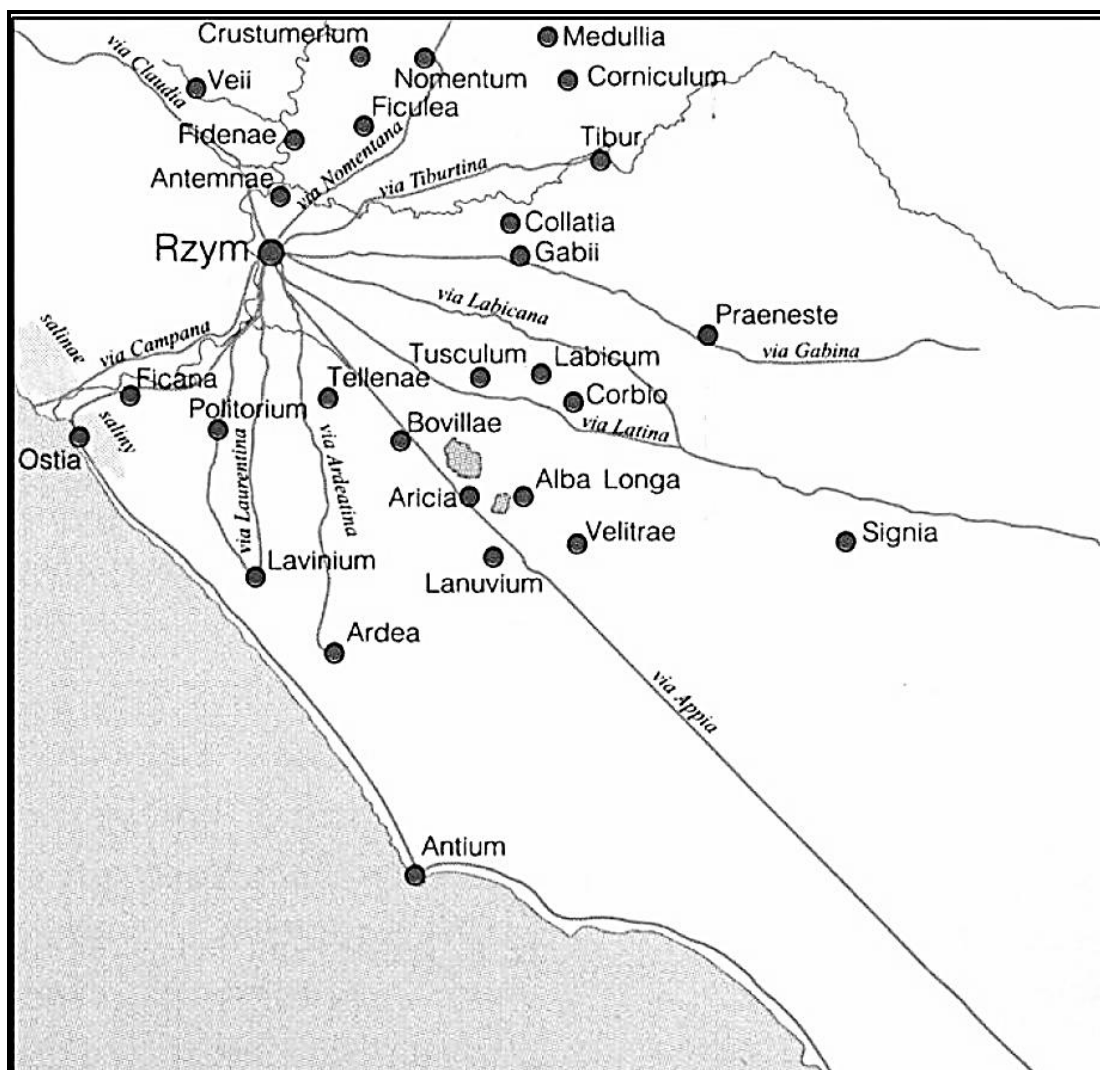 Crustumerium
Medullia
via Claudia
Veii
Nomentum
Corniculum
Ficulea
Fidenae
via Nomentana
Tibur
via Tiburtina
Antemnae
Collatia
Rzym
Gabii
via Labicana
Praeneste
via Gabina
salinae
via Campana
Tusculum
Labicum
Ficana
Tellenae
Corbio
Politorium
Bovillae
via Latina
saliny
Ostia
via Laurentina
via Ardeatina
Aricia
Alba Longa
Velitrae
Signia
Lavinium
Lanuvium
Ardea
via Appia
Antium